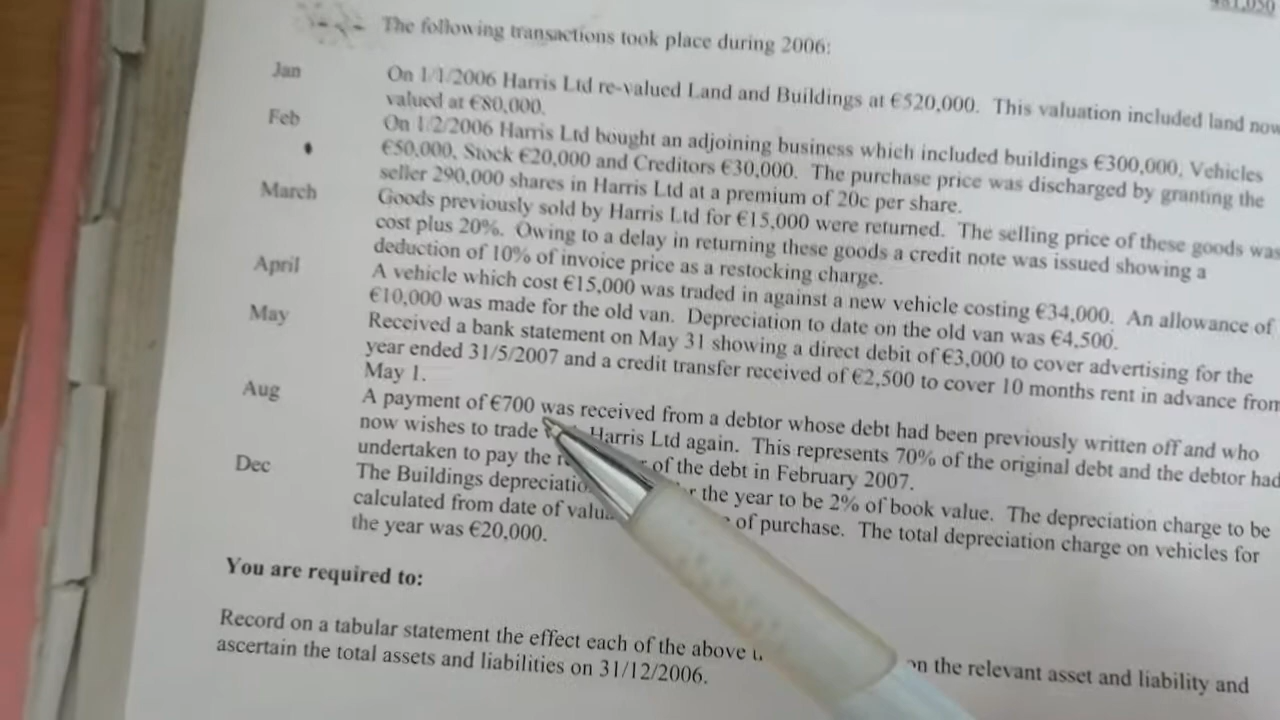 481,050
The following transactions took place during 2006:
Jan On 1/1/2006 Harris Ltd re-valued Land and Buildings at €520,000. This valuation included land now
valued at €80,000.
Feb On 1/2/2006 Harris Ltd bought an adjoining business which included buildings €300,000, Vehicles
€50,000, Stock €20,000 and Creditors €30,000. The purchase price was discharged by granting the
seller 290,000 shares in Harris Ltd at a premium of 20c per share.
March Goods previously sold by Harris Ltd for €15,000 were returned. The selling price of these goods was
cost plus 20%. Owing to a delay in returning these goods a credit note was issued showing a
deduction of 10% of invoice price as a restocking charge.
April A vehicle which cost €15,000 was traded in against a new vehicle costing €34,000. An allowance of
€10,000 was made for the old van. Depreciation to date on the old van was €4,500.
May Received a bank statement on May 31 showing a direct debit of €3,000 to cover advertising for the
year ended 31/5/2007 and a credit transfer received of €2,500 to cover 10 months rent in advance from
May 1.
Aug A payment of €700 was received from a debtor whose debt had been previously written off and who
now wishes to trade Harris Ltd again. This represents 70% of the original debt and the debtor had
undertaken to pay the of the debt in February 2007.
Dec The Buildings depreciatio the year to be 2% of book value. The depreciation charge to be
calculated from date of of purchase. The total depreciation charge on vehicles for
the year was €20,000.
You are required to:
Record on a tabular statement the effect each of the above on the relevant asset and liability and
ascertain the total assets and liabilities on 31/12/2006.